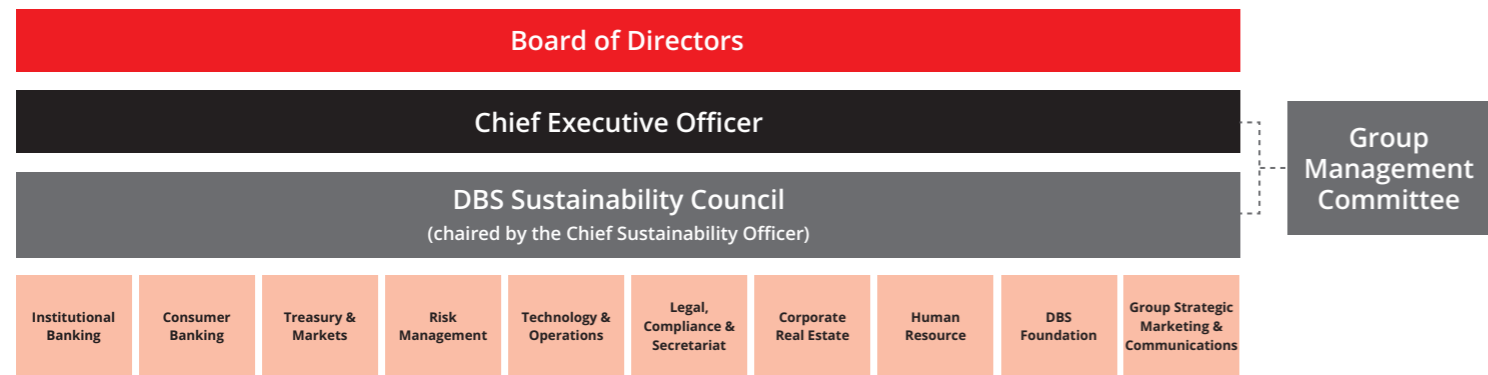 Board of Directors
Chief Executive Officer
Group
Management
Committee
DBS Sustainability Council
(chaired by the Chief Sustainability Officer)
Institutional
Banking
Consumer
Banking
Treasury &
Markets
Risk
Management
Technology &
Operations
Legal,
Compliance &
Secretariat
Corporate
Real Estate
Human
Resource
DBS
Foundation
Group Strategic
Marketing &
Communications